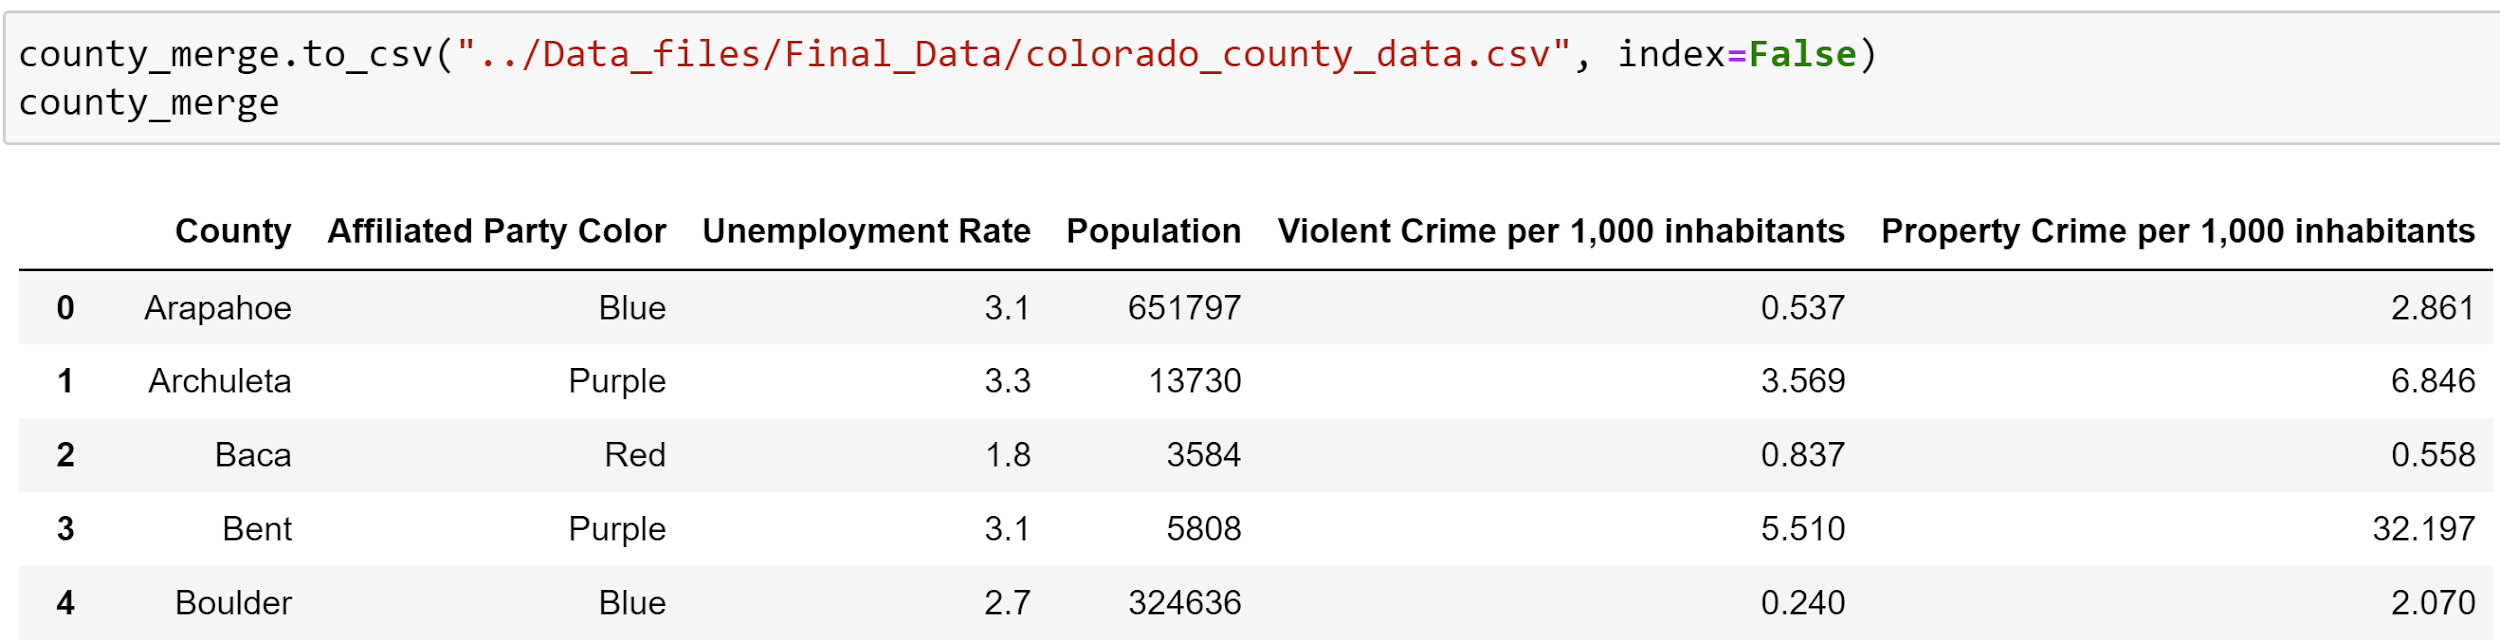 county_merge.to_csv("../Data_files/Final_Data/colorado_county_data.csv", index=False)
county_merge
County Affiliated Party Color Unemployment Rate Population Violent Crime per 1,000 inhabitants Property Crime per 1,000 inhabitants
0 Arapahoe Blue 3.1 651797 0.537 2.861
1 Archuleta Purple 3.3 13730 3.569 6.846
2 Baca Red 1.8 3584 0.837 0.558
3 Bent Purple 3.1 5808 5.510 32.197
4 Boulder Blue 2.7 324636 0.240 2.070